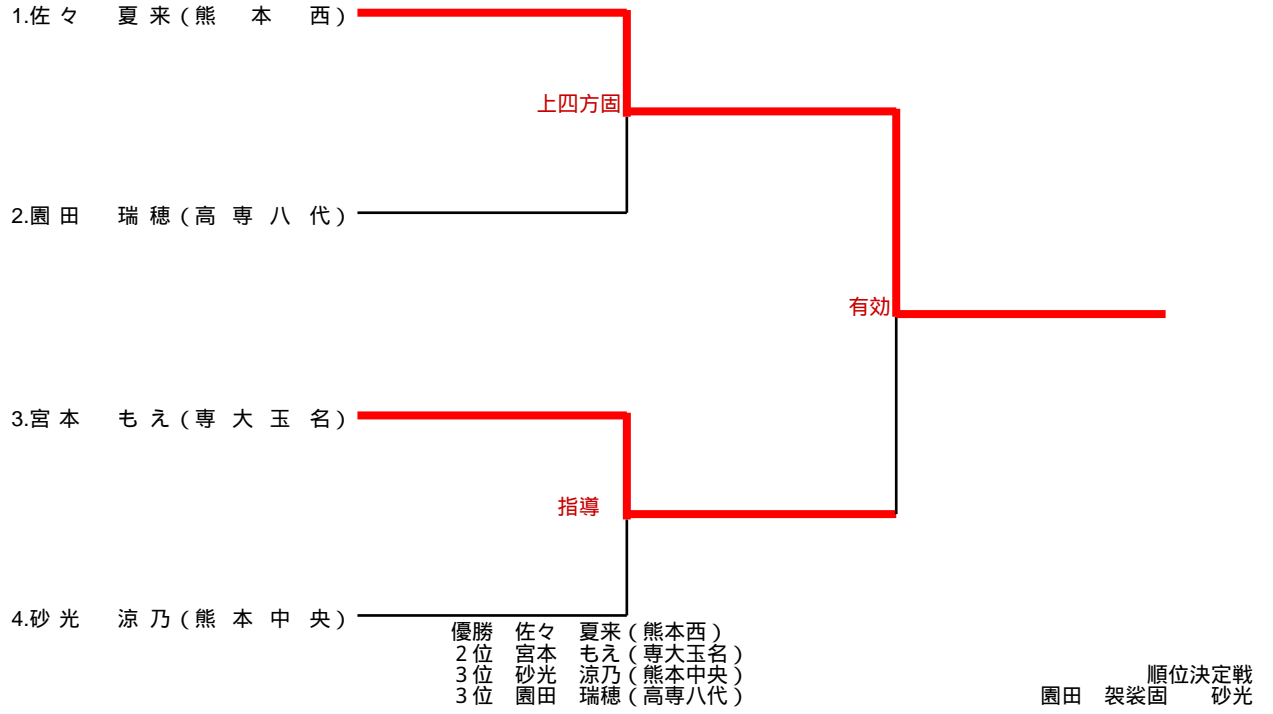 1.佐々 夏来(熊本西)
上四方固
2.園田 瑞穂(高専八代)
有効
3.宮本 もえ(専大玉名)
指導
4.砂光 涼乃(熊本中央)
優勝 佐々 夏来(熊本西)
2位 宮本 もえ(専大玉名)
3位 砂光 涼乃(熊本中央)
3位 園田 瑞穂(高専八代)
順位決定戦
園田 袈裟固 砂光